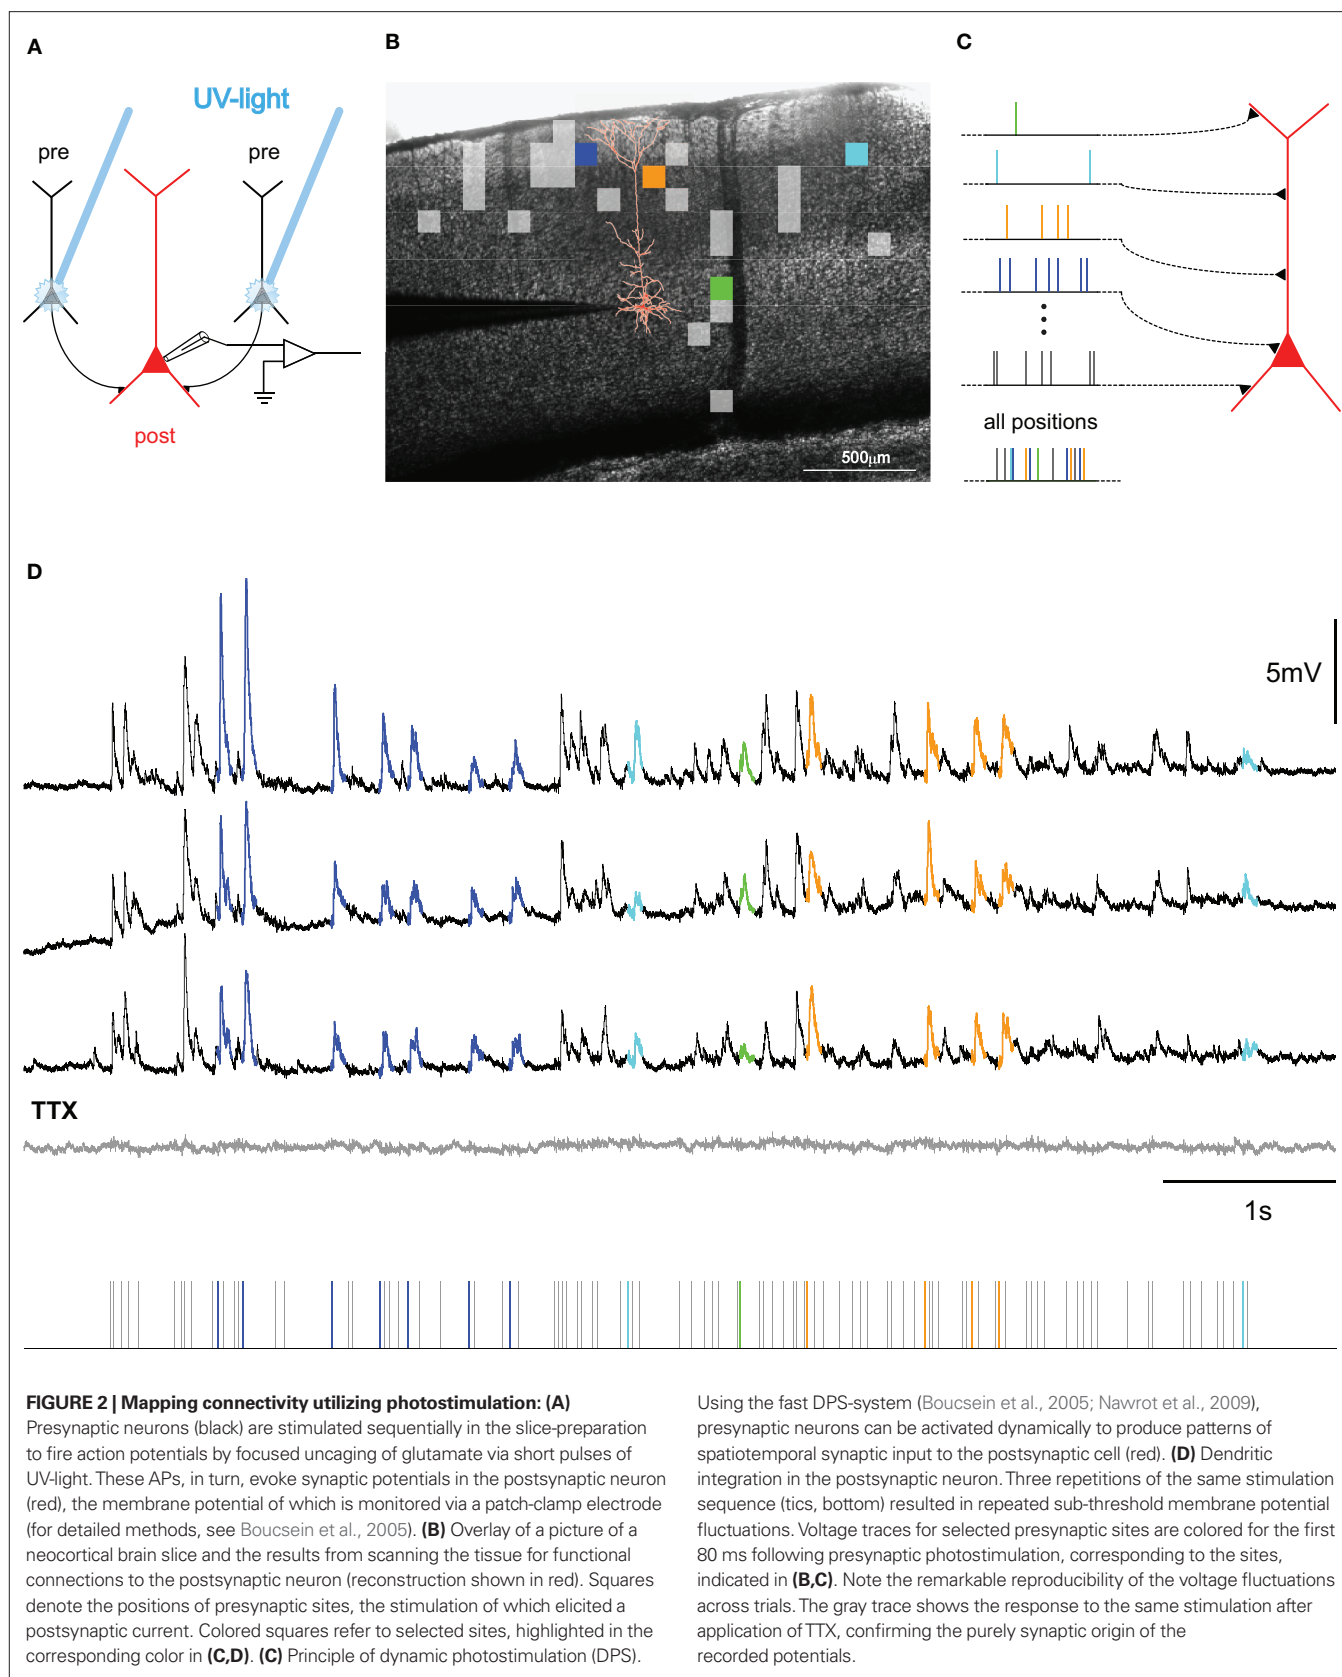 A
B
C
UV-light
pre
pre
post
500μm
all positions
D
5mV
TTX
1s
FIGURE 2 | Mapping connectivity utilizing photostimulation: (A)
Presynaptic neurons (black) are stimulated sequentially in the slice-preparation
to fire action potentials by focused uncaging of glutamate via short pulses of
UV-light. These APs, in turn, evoke synaptic potentials in the postsynaptic neuron
(red), the membrane potential of which is monitored via a patch-clamp electrode
(for detailed methods, see Boucsein et al., 2005). (B) Overlay of a picture of a
neocortical brain slice and the results from scanning the tissue for functional
connections to the postsynaptic neuron (reconstruction shown in red). Squares
denote the positions of presynaptic sites, the stimulation of which elicited a
postsynaptic current. Colored squares refer to selected sites, highlighted in the
corresponding color in (C,D). (C) Principle of dynamic photostimulation (DPS).
Using the fast DPS-system (Boucsein et al., 2005; Nawrot et al., 2009),
presynaptic neurons can be activated dynamically to produce patterns of
spatiotemporal synaptic input to the postsynaptic cell (red). (D) Dendritic
integration in the postsynaptic neuron. Three repetitions of the same stimulation
sequence (tics, bottom) resulted in repeated sub-threshold membrane potential
fluctuations. Voltage traces for selected presynaptic sites are colored for the first
80 ms following presynaptic photostimulation, corresponding to the sites,
indicated in (B,C). Note the remarkable reproducibility of the voltage fluctuations
across trials. The gray trace shows the response to the same stimulation after
application of TTX, confirming the purely synaptic origin of the
recorded potentials.